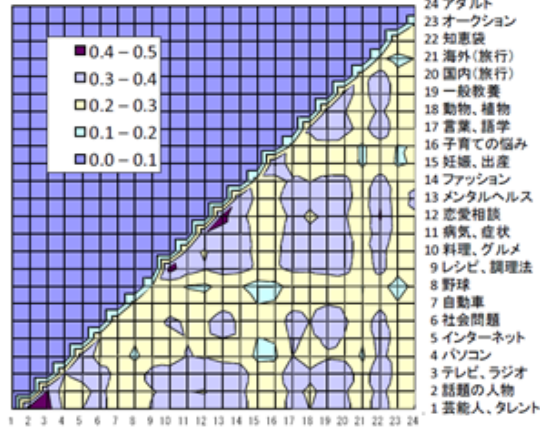 24 アダルト
23 オークション
22 知恵袋
21 海外(旅行)
20 国内(旅行)
19 一般教養
18 動物、植物
17 言葉、語学
16 子育ての悩み
15 妊娠、出産
14 ファッション
13 メンタルヘルス
12 恋愛相談
11 病気、症状
10 料理、グルメ
9 レシピ、調理法
8 野球
7 自動車
6 社会問題
5 インターネット
4 パソコン
3 テレビ、ラジオ
2 話題の人物
1 芸能人、タレント
0.4 – 0.5
0.3 – 0.4
0.2 – 0.3
0.1 – 0.2
0.0 – 0.1
1 2 3 4 5 6 7 8 9 10 11 12 13 14 15 16 17 18 19 20 21 22 23 24